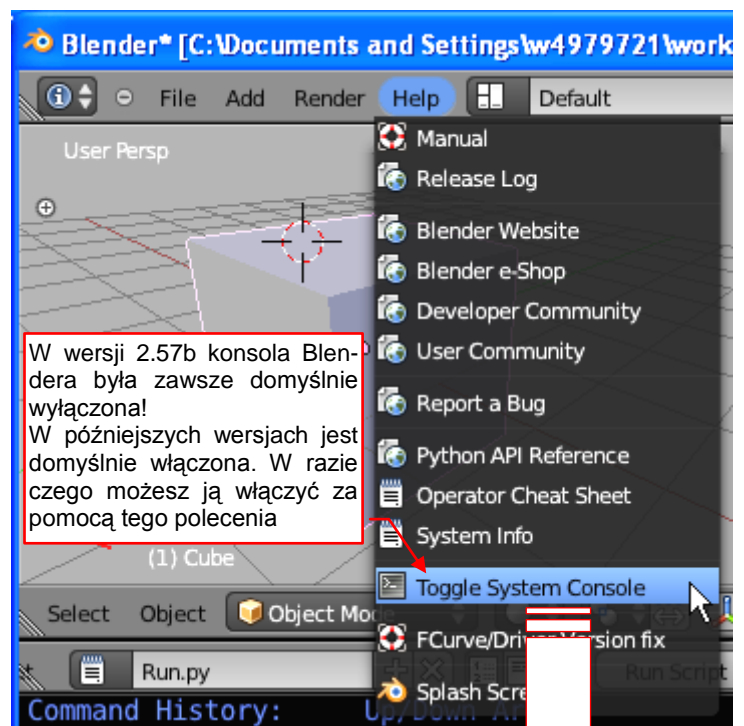 Blender* [C:\Documents and Settings\w4979721\work
File Add Render Help Default
User Persp
Manual
Release Log
Blender Website
Blender e-Shop
Developer Community
User Community
Report a Bug
Python API Reference
Operator Cheat Sheet
System Info
Toggle System Console
FCurve/Driver Version fix
Splash Scre
W wersji 2.57b konsola Blen-
dera była zawsze domyślnie
wyłączona!
W późniejszych wersjach jest
domyślnie włączona. W razie
czego możesz ją włączyć za
pomocą tego polecenia
(1) Cube
Select Object Object Mo
Run.py Run Script
Command History: Up/Down Ar